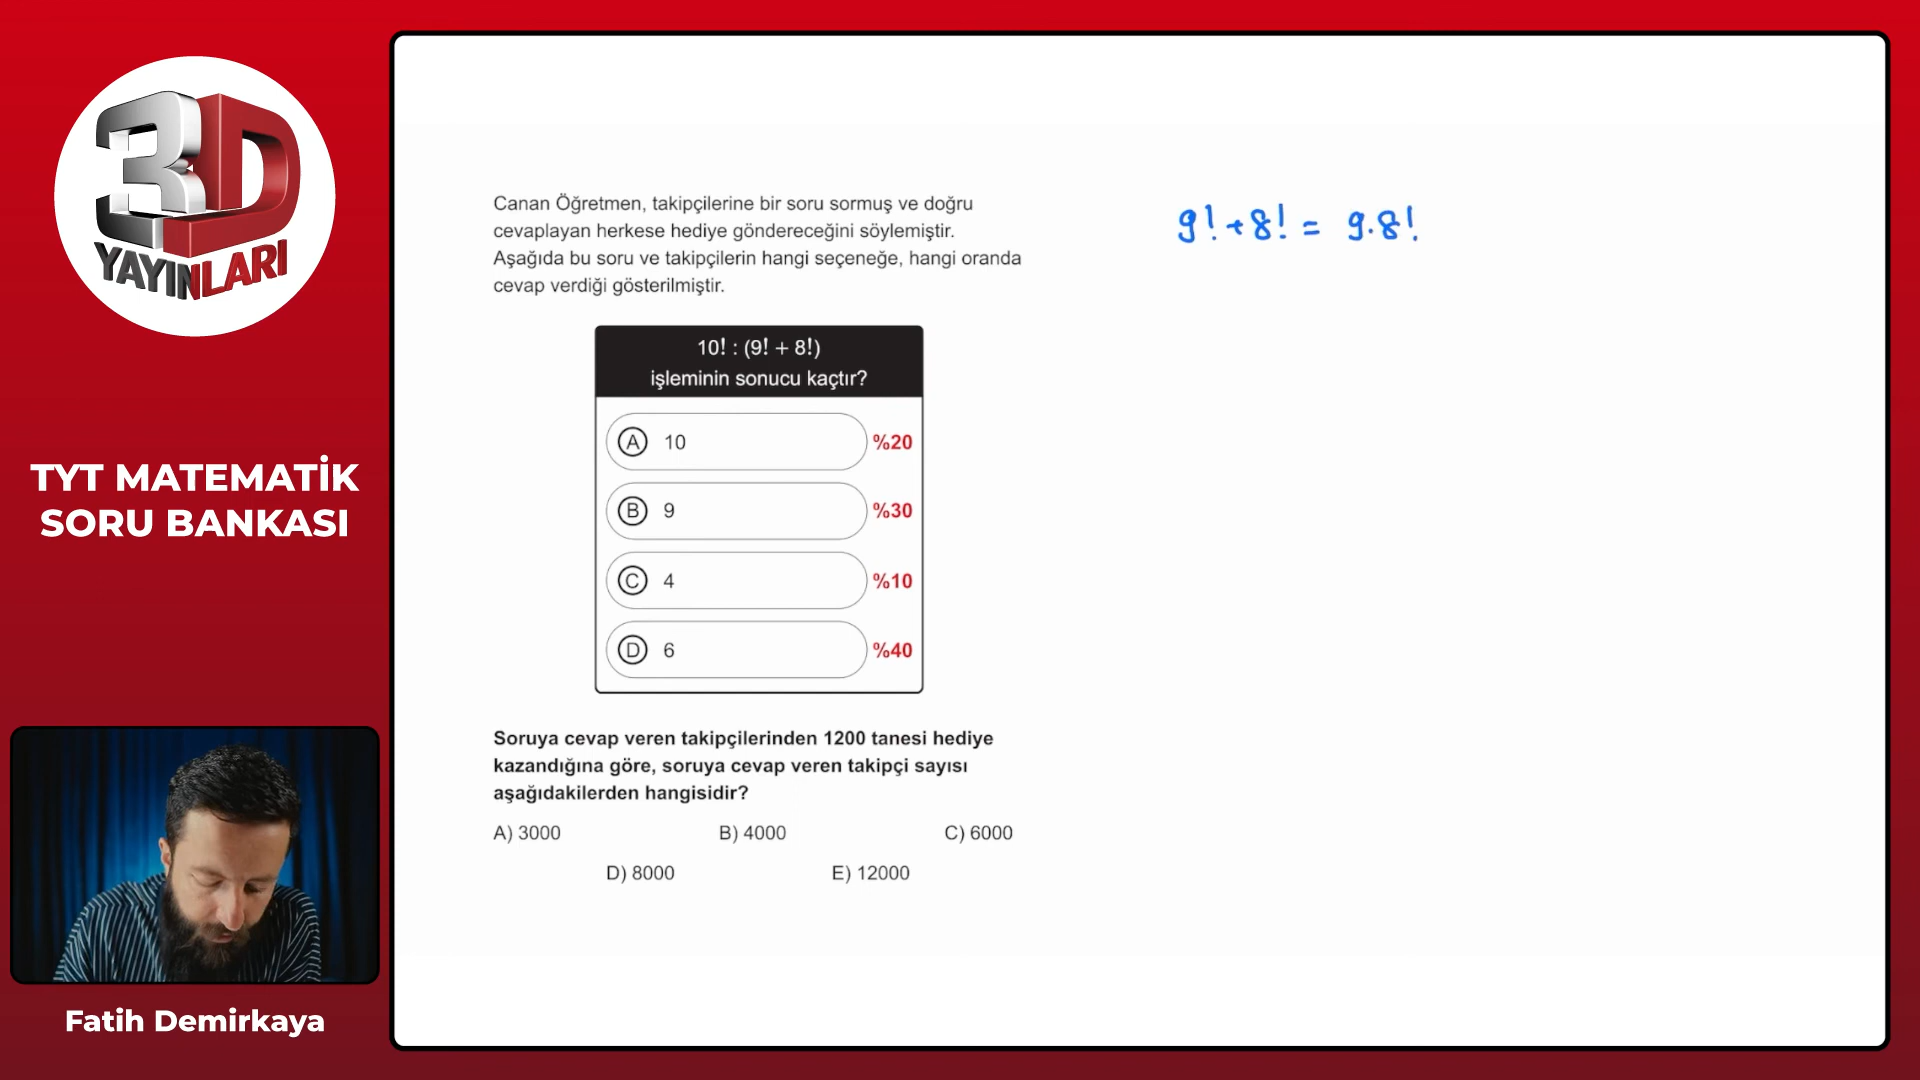 3D
YAYINLARI
TYT MATEMATİK
SORU BANKASI
Fatih Demirkaya
Canan Öğretmen, takipçilerine bir soru sormuş ve doğru
cevaplayan herkese hediye göndereceğini söylemiştir.
Aşağıda bu soru ve takipçilerin hangi seçeneğe, hangi oranda
cevap verdiği gösterilmiştir.
10! : (9! + 8!)
işleminin sonucu kaçtır?
A 10 %20
B 9 %30
C 4 %10
D 6 %40
Soruya cevap veren takipçilerinden 1200 tanesi hediye
kazandığına göre, soruya cevap veren takipçi sayısı
aşağıdakilerden hangisidir?
A) 3000 B) 4000 C) 6000
D) 8000 E) 12000
9! + 8! = 9.8!